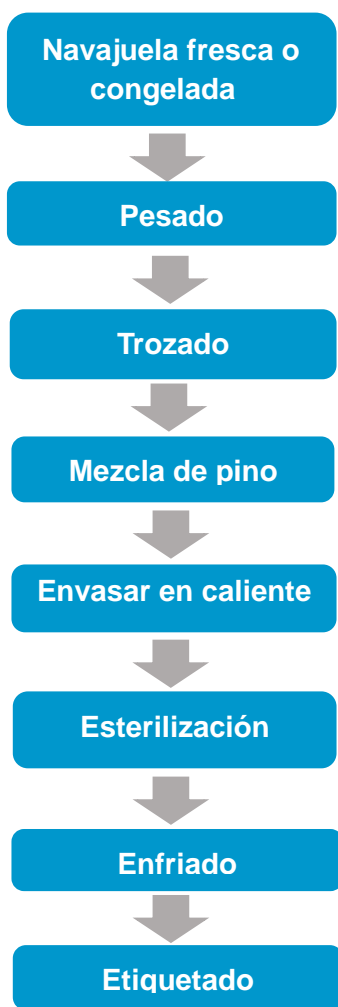 Navajuela fresca o
congelada
Pesado
Trozado
Mezcla de pino
Envasar en caliente
Esterilización
Enfriado
Etiquetado